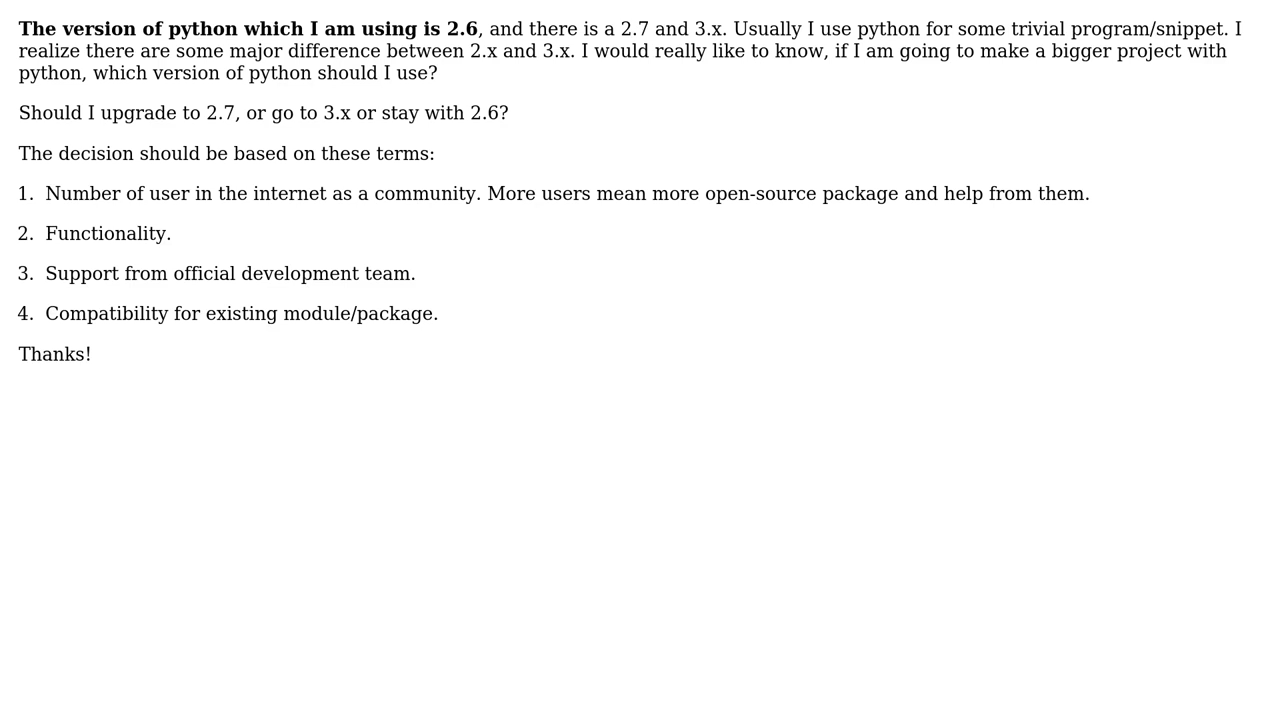 The version of python which I am using is 2.6, and there is a 2.7 and 3.x. Usually I use python for some trivial program/snippet. I
realize there are some major difference between 2.x and 3.x. I would really like to know, if I am going to make a bigger project with
python, which version of python should I use?
Should I upgrade to 2.7, or go to 3.x or stay with 2.6?
The decision should be based on these terms:
1. Number of user in the internet as a community. More users mean more open-source package and help from them.
2. Functionality.
3. Support from official development team.
4. Compatibility for existing module/package.
Thanks!